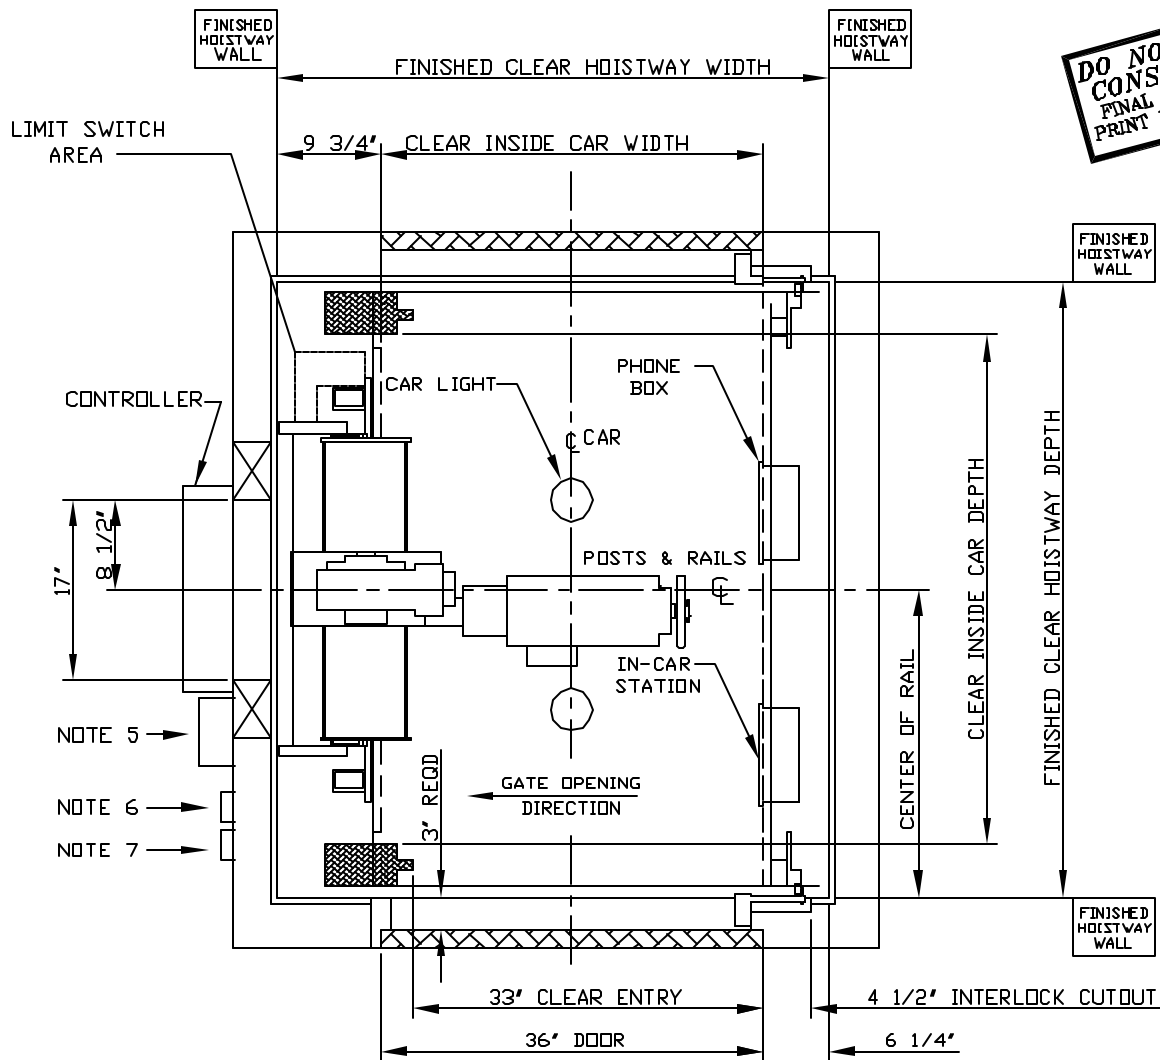 FINISHED
HOISTWAY
WALL
FINISHED
HOISTWAY
WALL
FINISHED CLEAR HOISTWAY WIDTH
DO
CONS
FINAL
PRINT
LIMIT SWITCH
AREA
9 3/4"
CLEAR INSIDE CAR WIDTH
FINISHED
HOISTWAY
WALL
CONTROLLER
CAR LIGHT
PHONE
BOX
CAR
17"
8 1/2"
POSTS & RAILS
IN-CAR
STATION
CLEAR INSIDE CAR DEPTH
FINISHED CLEAR HOISTWAY DEPTH
CENTER OF RAIL
NOTE 5
NOTE 6
NOTE 7
3" REQD
GATE OPENING
DIRECTION
FINISHED
HOISTWAY
WALL
33" CLEAR ENTRY
4 1/2" INTERLOCK CUTOUT
36" DOOR
6 1/4"